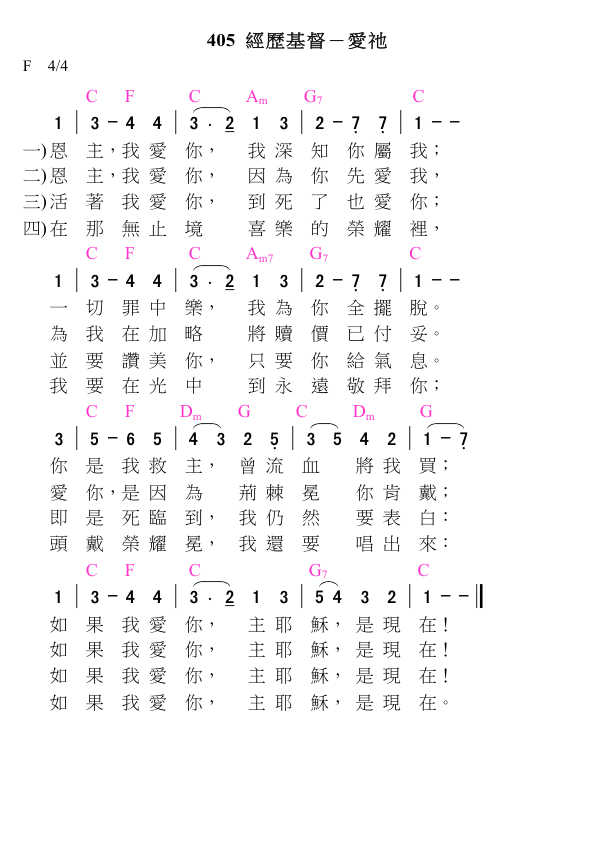 405 經歷基督－愛祂
F 4/4
C F C Am G7 C
1 | 3 - 4 4 | 3 . 2 1 3 | 2 - 7 7 | 1 - -
一)恩 主，我 愛 你， 我 深 知 你 屬 我；
二)恩 主，我 愛 你， 因 為 你 先 愛 我，
三)活 著 我 愛 你， 到 死 了 也 愛 你；
四)在 那 無 止 境 喜 樂 的 榮 耀 裡，
C F C Am7 G7 C
1 | 3 - 4 4 | 3 . 2 1 3 | 2 - 7 7 | 1 - -
一 切 罪 中 樂， 我 為 你 全 擺 脫。
為 我 在 加 略 將 贖 價 已 付 妥。
並 要 讚 美 你， 只 要 你 給 氣 息。
我 要 在 光 中 到 永 遠 敬 拜 你；
C F Dm G C Dm G
3 | 5 - 6 5 | 4 3 2 5 | 3 5 4 2 | 1 - 7
你 是 我 救 主， 曾 流 血 將 我 買；
愛 你，是 因 為 荊 棘 冕 你 肯 戴；
即 是 死 臨 到， 我 仍 然 要 表 白：
頭 戴 榮 耀 冕， 我 還 要 唱 出 來：
C F C G7 C
1 | 3 - 4 4 | 3 . 2 1 3 | 5 4 3 2 | 1 - - ‖
如 果 我 愛 你， 主 耶 穌， 是 現 在！
如 果 我 愛 你， 主 耶 穌， 是 現 在！
如 果 我 愛 你， 主 耶 穌， 是 現 在！
如 果 我 愛 你， 主 耶 穌， 是 現 在。